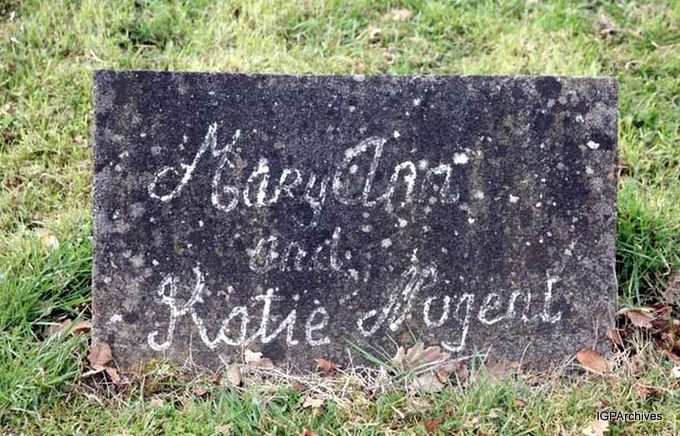 Mary Ann
and
Katie Nugent
IGPArchives